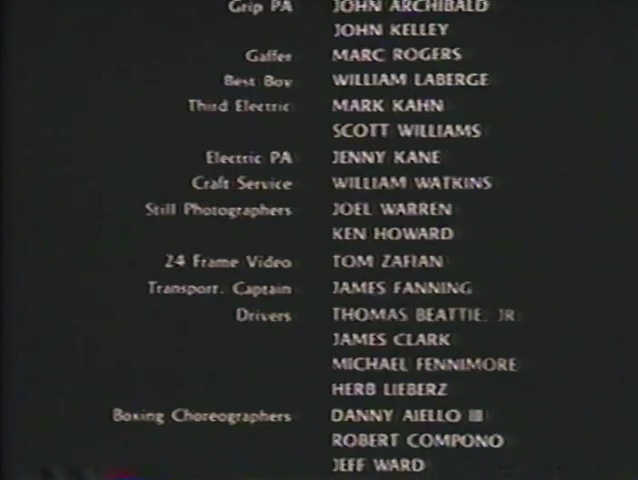 Grip PA JOHN ARCHIBALD
JOHN KELLEY
Gaffer MARC ROGERS
Best Boy WILLIAM LABERGE
Third Electric MARK KAHN
SCOTT WILLIAMS
Electric PA JENNY KANE
Craft Service WILLIAM WATKINS
Still Photographers JOEL WARREN
KEN HOWARD
24 Frame Video TOM ZAFIAN
Transport. Captain JAMES FANNING
Drivers THOMAS BEATTIE, JR.
JAMES CLARK
MICHAEL FENNIMORE
HERB LIEBERZ
Boxing Choreographers DANNY AIELLO III
ROBERT COMPONO
JEFF WARD